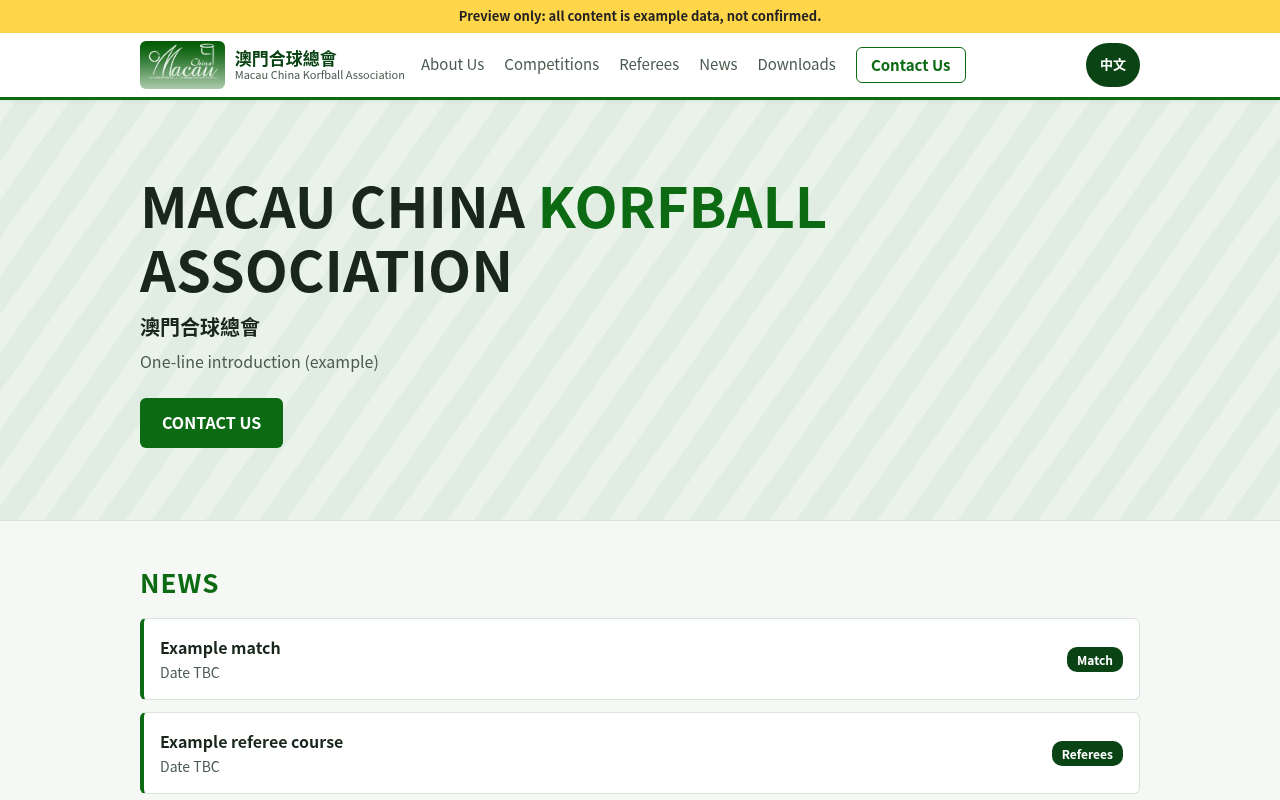 Preview only: all content is example data, not confirmed.
China
Macau
澳門合球總會
Macau China Korfball Association
About Us
Competitions
Referees
News
Downloads
Contact Us
中文
MACAU CHINA KORFBALL
ASSOCIATION
澳門合球總會
One-line introduction (example)
CONTACT US
NEWS
Example match
Date TBC
Match
Example referee course
Date TBC
Referees